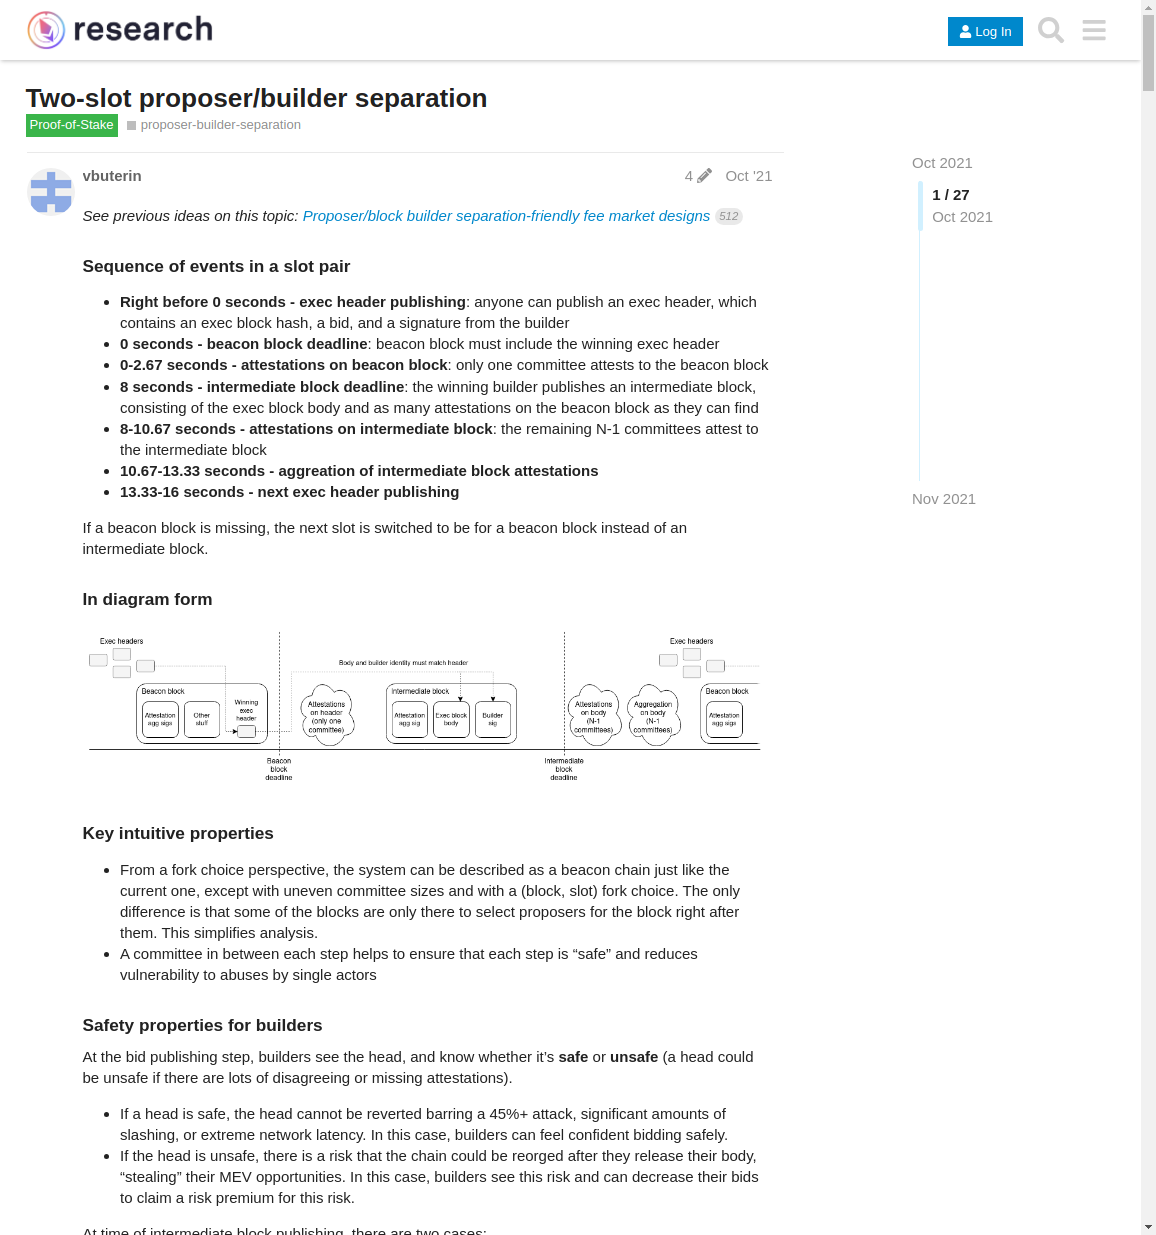 research
Log In
Two-slot proposer/builder separation
Proof-of-Stake
proposer-builder-separation
vbuterin
4
Oct '21
See previous ideas on this topic: Proposer/block builder separation-friendly fee market designs 512
Sequence of events in a slot pair
Right before 0 seconds - exec header publishing: anyone can publish an exec header, which
contains an exec block hash, a bid, and a signature from the builder
0 seconds - beacon block deadline: beacon block must include the winning exec header
0-2.67 seconds - attestations on beacon block: only one committee attests to the beacon block
8 seconds - intermediate block deadline: the winning builder publishes an intermediate block,
consisting of the exec block body and as many attestations on the beacon block as they can find
8-10.67 seconds - attestations on intermediate block: the remaining N-1 committees attest to
the intermediate block
10.67-13.33 seconds - aggreation of intermediate block attestations
13.33-16 seconds - next exec header publishing
If a beacon block is missing, the next slot is switched to be for a beacon block instead of an
intermediate block.
In diagram form
Exec headers
Beacon block
Attestation
agg sigs
Other
stuff
Winning
exec
header
Beacon
block
deadline
Body and builder identity must match header
Attestations
on header
(only one
committee)
Intermediate block
Attestation
agg sig
Exec block
body
Builder
sig
Intermediate
block
deadline
Attestations
on body
(N-1
committees)
Aggregation
on body
(N-1
committees)
Exec headers
Beacon block
Attestation
agg sigs
Key intuitive properties
From a fork choice perspective, the system can be described as a beacon chain just like the
current one, except with uneven committee sizes and with a (block, slot) fork choice. The only
difference is that some of the blocks are only there to select proposers for the block right after
them. This simplifies analysis.
A committee in between each step helps to ensure that each step is “safe” and reduces
vulnerability to abuses by single actors
Safety properties for builders
At the bid publishing step, builders see the head, and know whether it’s safe or unsafe (a head could
be unsafe if there are lots of disagreeing or missing attestations).
If a head is safe, the head cannot be reverted barring a 45%+ attack, significant amounts of
slashing, or extreme network latency. In this case, builders can feel confident bidding safely.
If the head is unsafe, there is a risk that the chain could be reorged after they release their body,
“stealing” their MEV opportunities. In this case, builders see this risk and can decrease their bids
to claim a risk premium for this risk.
At time of intermediate block publishing, there are two cases:
Oct 2021
1 / 27
Oct 2021
Nov 2021